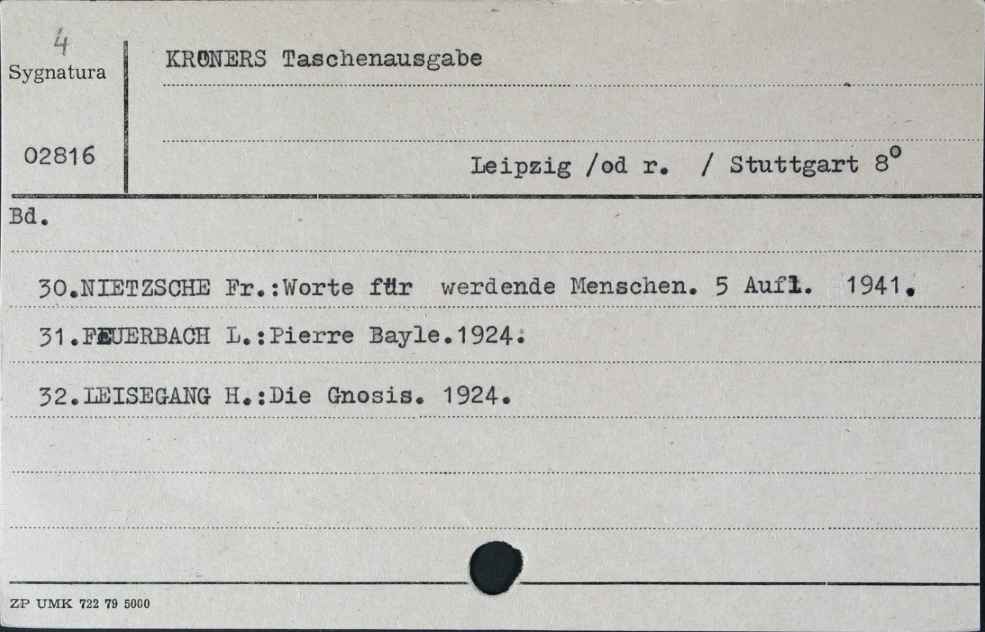 4
Sygnatura
KRÖNERS Taschenausgabe
02816
Leipzig /od r. / Stuttgart 8º
Bd.
30.NIETZSCHE Fr.:Worte für werdende Menschen. 5 Aufl. 1941.
31.FEUERBACH L.:Pierre Bayle.1924.
32.LEISEGANG H.:Die Gnosis. 1924.
ZP UMK 722 79 5000